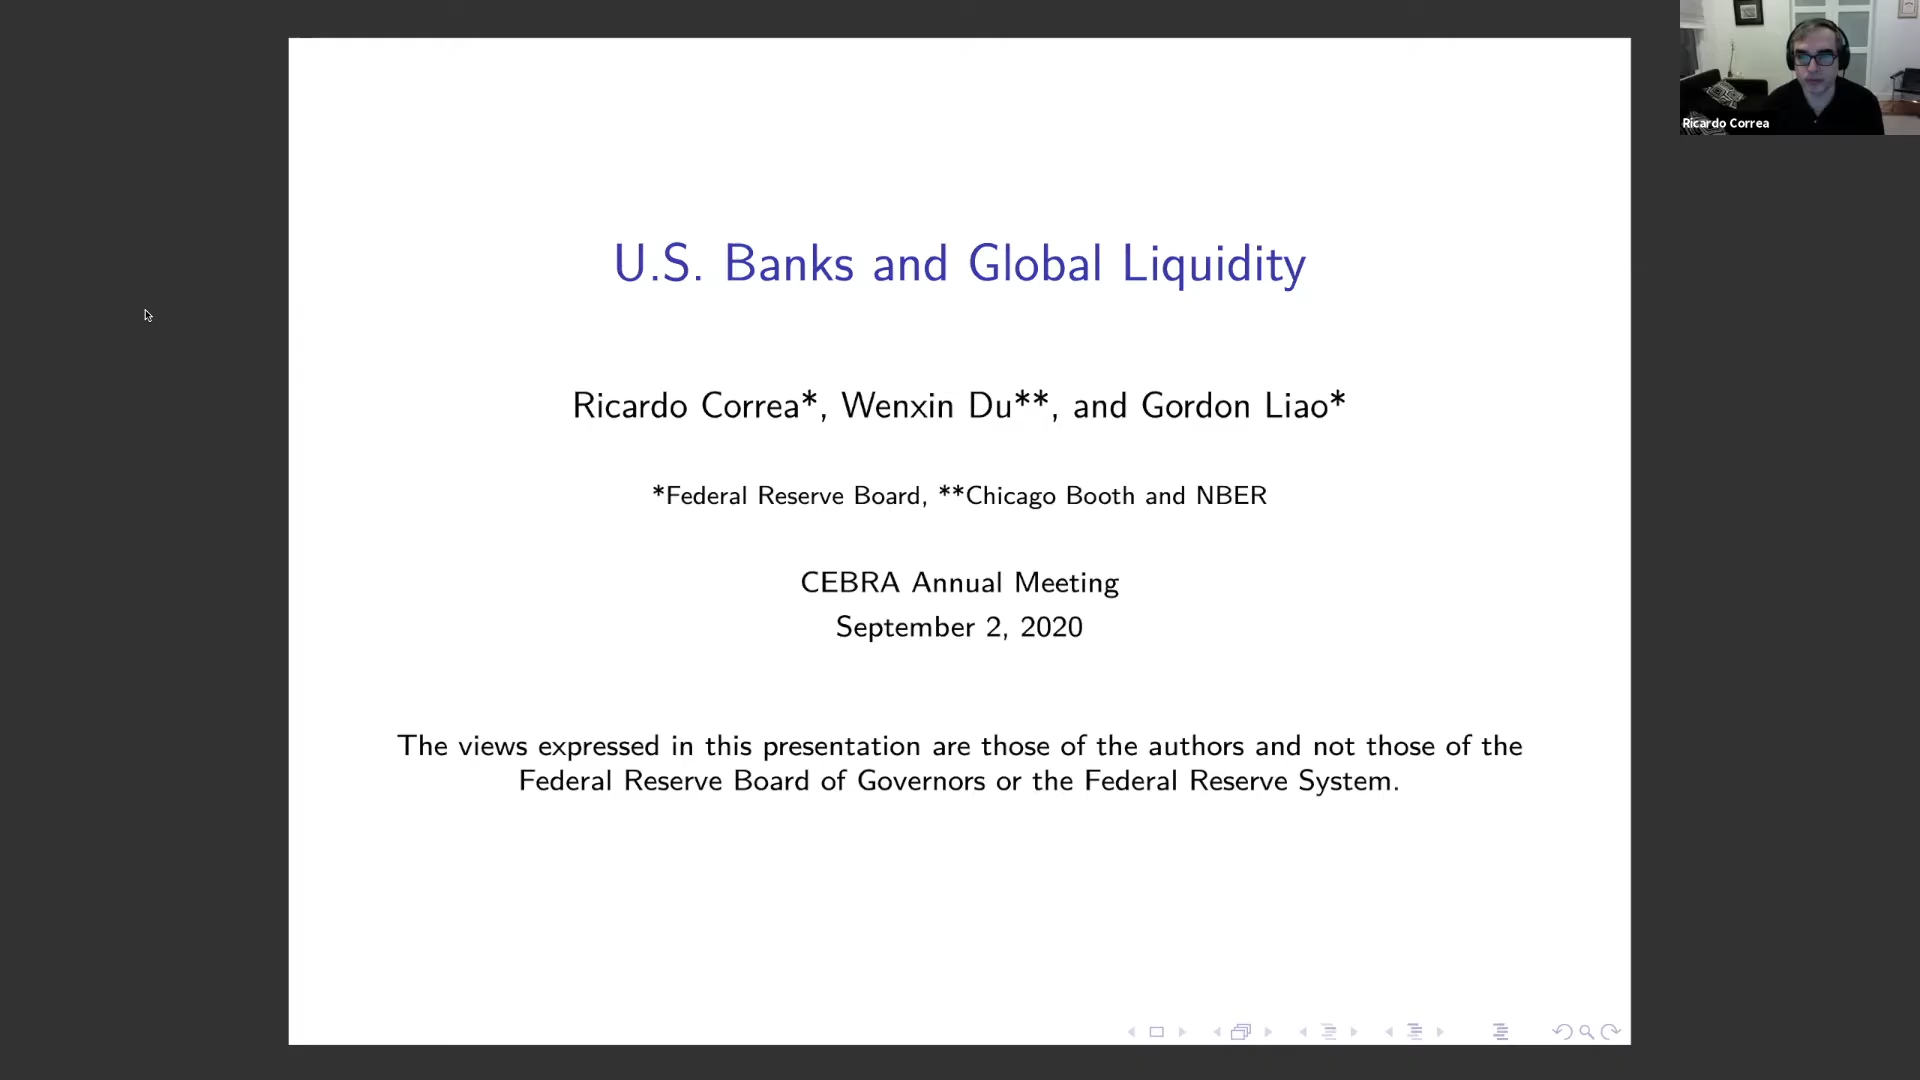 Ricardo Correa
U.S. Banks and Global Liquidity
Ricardo Correa*, Wenxin Du**, and Gordon Liao*
*Federal Reserve Board, **Chicago Booth and NBER
CEBRA Annual Meeting
September 2, 2020
The views expressed in this presentation are those of the authors and not those of the
Federal Reserve Board of Governors or the Federal Reserve System.